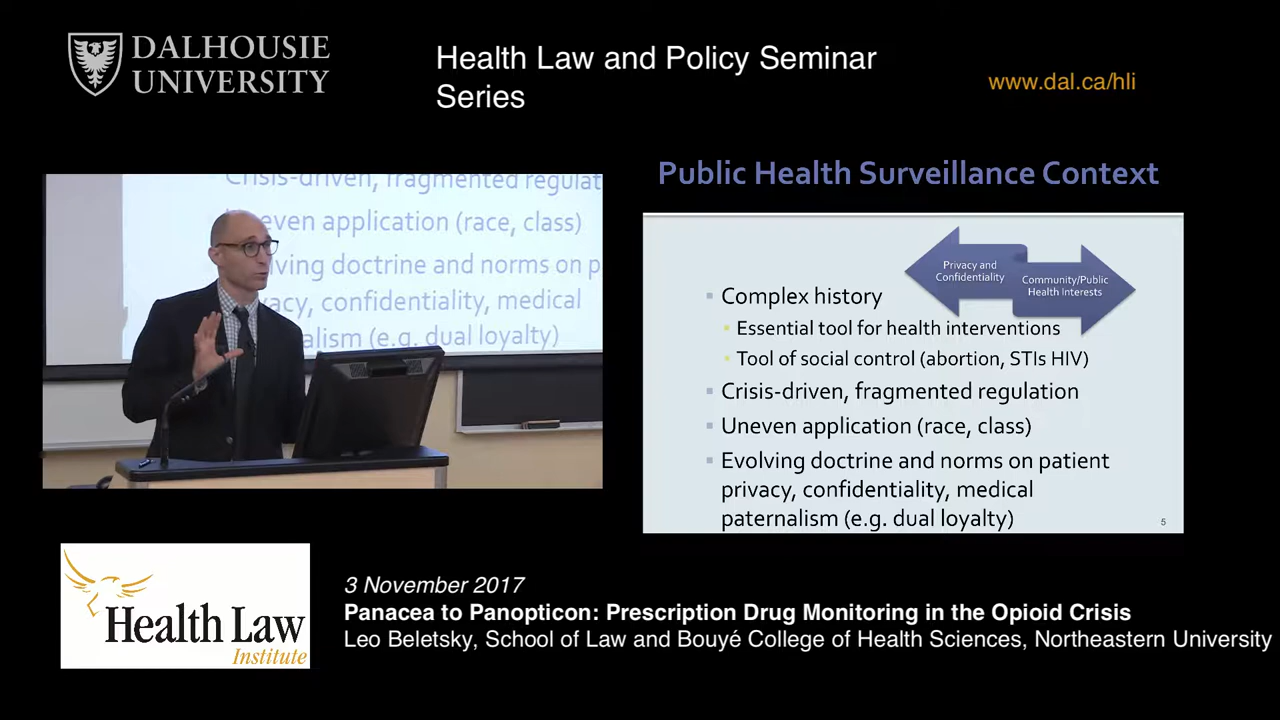 DALHOUSIE
UNIVERSITY
Health Law and Policy Seminar
Series
www.dal.ca/hli
Crisis-driven, fragmented regulat
even application (race, class)
ving doctrine and norms on p
acy, confidentiality, medical
alism (e.g. dual loyalty)
Public Health Surveillance Context
Privacy and
Confidentiality
Community/Public
Health Interests
Complex history
Essential tool for health interventions
Tool of social control (abortion, STIs HIV)
Crisis-driven, fragmented regulation
Uneven application (race, class)
Evolving doctrine and norms on patient
privacy, confidentiality, medical
paternalism (e.g. dual loyalty)
5
Health Law
Institute
3 November 2017
Panacea to Panopticon: Prescription Drug Monitoring in the Opioid Crisis
Leo Beletsky, School of Law and Bouyé College of Health Sciences, Northeastern University